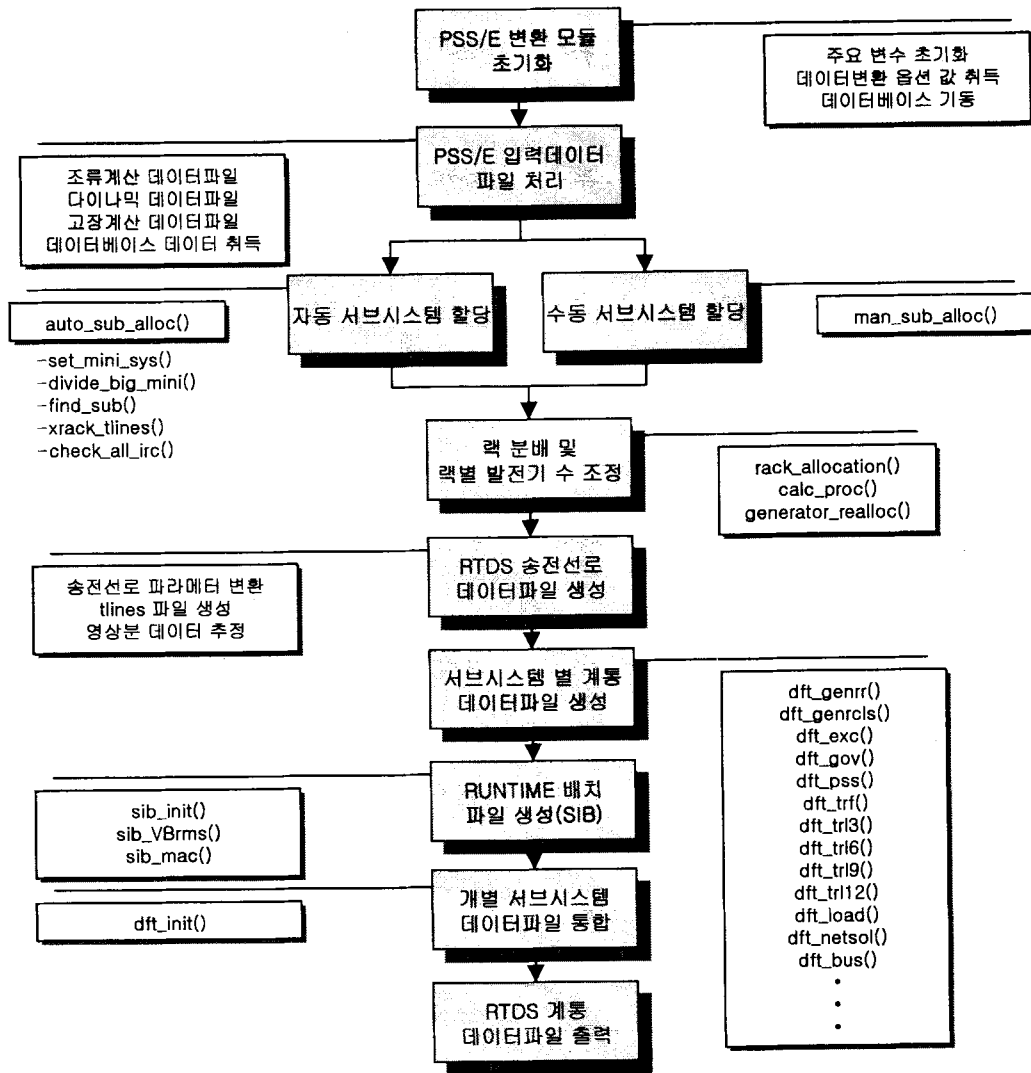 PSS/E 변환 모듈
초기화
주요 변수 초기화
데이터변환 옵션 값 취득
데이터베이스 기동
PSS/E 입력데이터
파일 처리
조류계산 데이터파일
다이나믹 데이터파일
고장계산 데이터파일
데이터베이스 데이터 취득
자동 서브시스템 할당
수동 서브시스템 할당
auto_sub_alloc()
-set_mini_sys()
-divide_big_mini()
-find_sub()
-xrack_tlines()
-check_all_irc()
man_sub_alloc()
랙 분배 및
랙별 발전기 수 조정
rack_allocation()
calc_proc()
generator_realloc()
RTDS 송전선로
데이터파일 생성
송전선로 파라메터 변환
tlines 파일 생성
영상분 데이터 추정
서브시스템 별 계통
데이터파일 생성
dft_genrr()
dft_genrcls()
dft_exc()
dft_gov()
dft_pss()
dft_trf()
dft_trl3()
dft_trl6()
dft_trl9()
dft_trl12()
dft_load()
dft_netsol()
dft_bus()
•
•
•
RUNTIME 배치
파일 생성(SIB)
sib_init()
sib_VBrms()
sib_mac()
개별 서브시스템
데이터파일 통합
dft_init()
RTDS 계통
데이터파일 출력